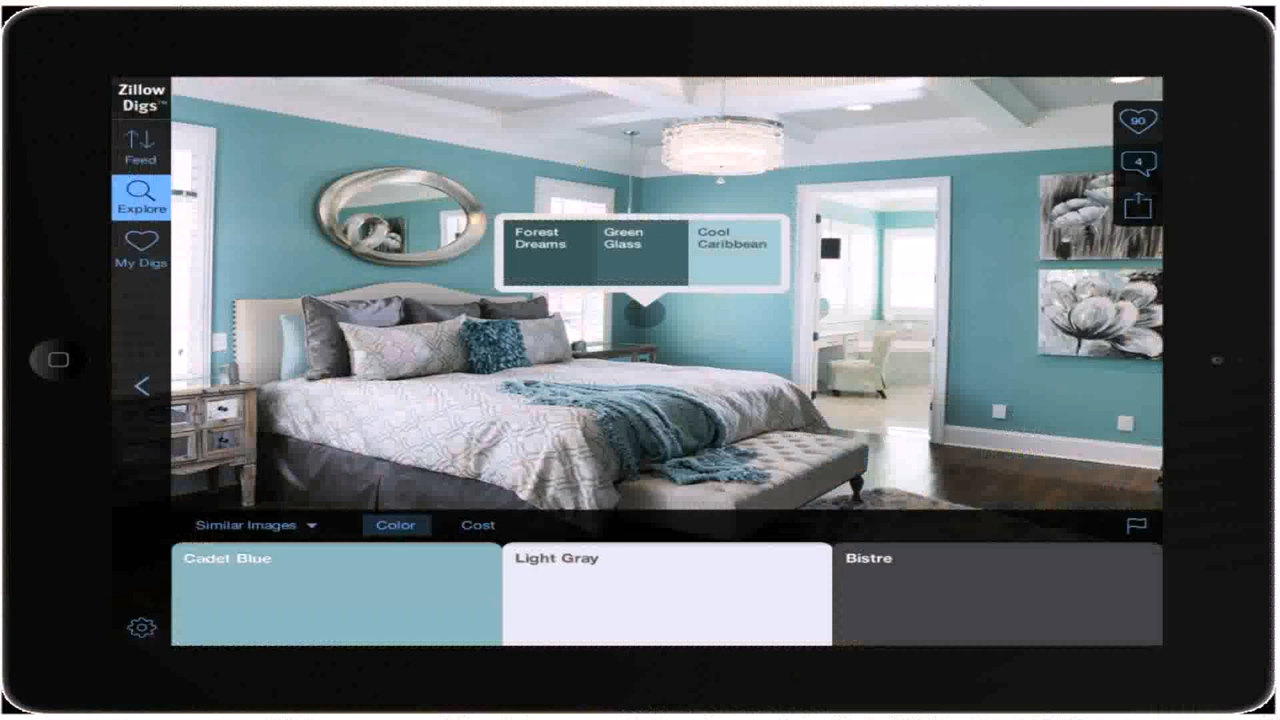 Zillow
Digs™
Feed
Explore
My Digs
90
4
Forest
Dreams
Green
Glass
Cool
Caribbean
Similar Images
Color
Cost
Cadet Blue
Light Gray
Bistre